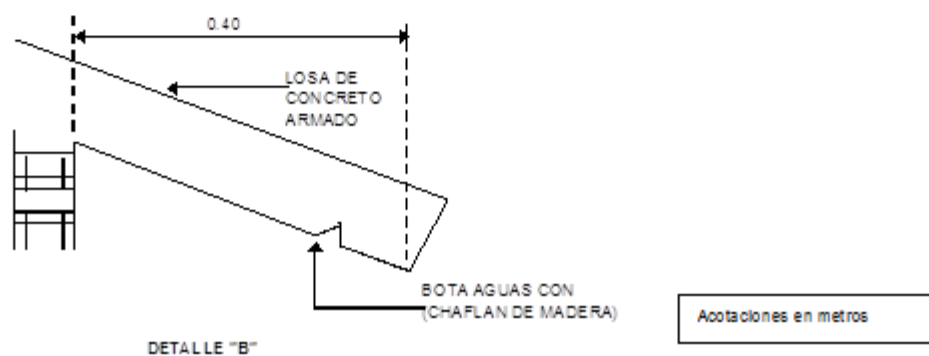 0.40
LOSA DE
CONCRETO
ARMADO
BOTA AGUAS CON
(CHAFLAN DE MADERA)
Acotaciones en metros
DETALLE "B"